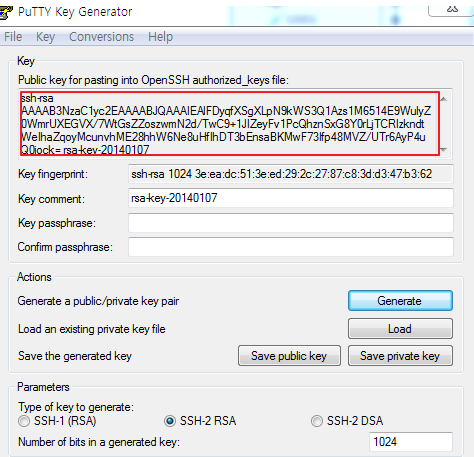 PuTTY Key Generator
File Key Conversions Help
Key
Public key for pasting into OpenSSH authorized_keys file:
ssh-rsa
AAAAB3NzaC1yc2EAAAABJQAAAIEAlFDyqfXSgXLpN9kWS3Q1Azs1M6514E9WulyZ
0WmrUXEGVX/7WtGsZZoszwmN2d/TwC9+1JIZeyFv1PcQhznSxG8Y0rLjTCRlzkndt
WeIhaZqoyMcunvhME28hhW6Ne8uHflhDT3bEnsaBKMwF73lfp48MVZ/UTr6AyP4u
Q0iock= rsa-key-20140107
Key fingerprint: ssh-rsa 1024 3e:ea:dc:51:3e:ed:29:2c:27:87:c8:3d:d3:47:b3:62
Key comment: rsa-key-20140107
Key passphrase:
Confirm passphrase:
Actions
Generate a public/private key pair Generate
Load an existing private key file Load
Save the generated key Save public key Save private key
Parameters
Type of key to generate:
SSH-1 (RSA) SSH-2 RSA SSH-2 DSA
Number of bits in a generated key: 1024